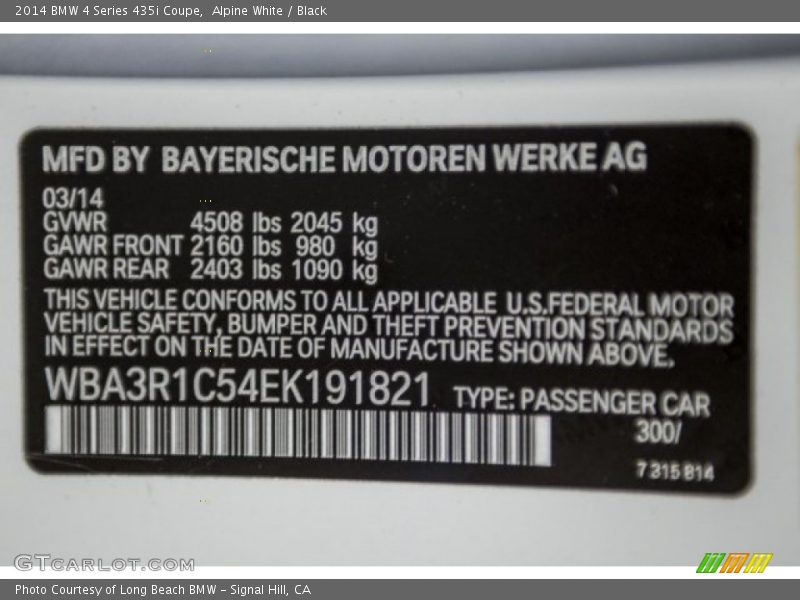 2014 BMW 4 Series 435i Coupe,  Alpine White / Black
MFD BY BAYERISCHE MOTOREN WERKE AG
03/14
GVWR 4508 lbs 2045 kg
GAWR FRONT 2160 lbs 980 kg
GAWR REAR 2403 lbs 1090 kg
THIS VEHICLE CONFORMS TO ALL APPLICABLE U.S.FEDERAL MOTOR
VEHICLE SAFETY, BUMPER AND THEFT PREVENTION STANDARDS
IN EFFECT ON THE DATE OF MANUFACTURE SHOWN ABOVE.
WBA3R1C54EK191821 TYPE: PASSENGER CAR
300/
7 315 814
GTCARLOT.COM
Photo Courtesy of Long Beach BMW - Signal Hill, CA